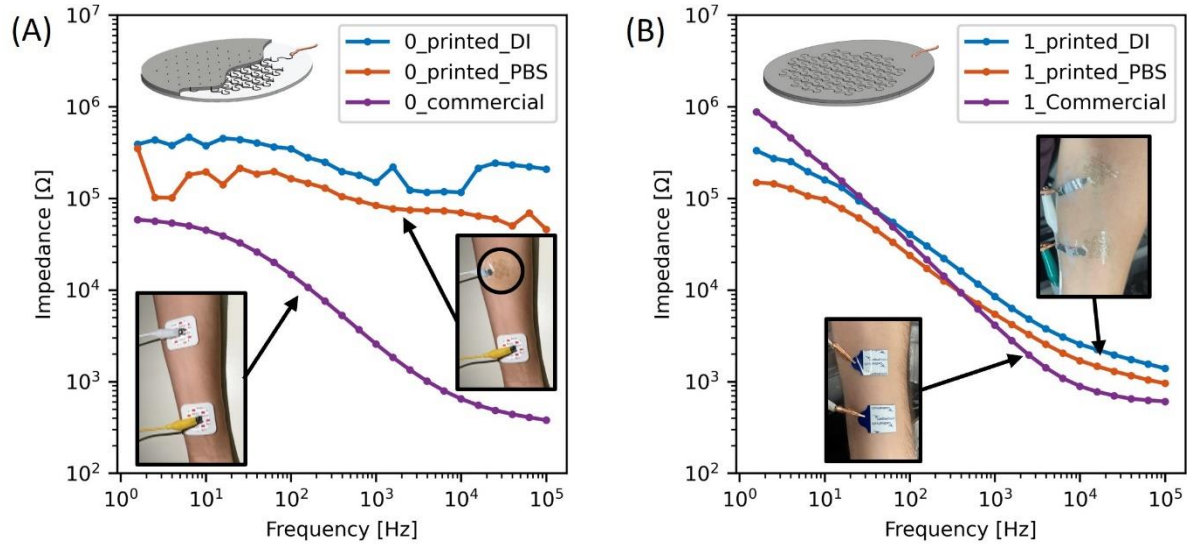 (A)
10^7
10^6
10^5
10^4
10^3
10^2
Impedance [Ω]
0_printed_DI
0_printed_PBS
0_commercial
10^0 10^1 10^2 10^3 10^4 10^5
Frequency [Hz]
(B)
10^7
10^6
10^5
10^4
10^3
10^2
Impedance [Ω]
1_printed_DI
1_printed_PBS
1_Commercial
10^0 10^1 10^2 10^3 10^4 10^5
Frequency [Hz]